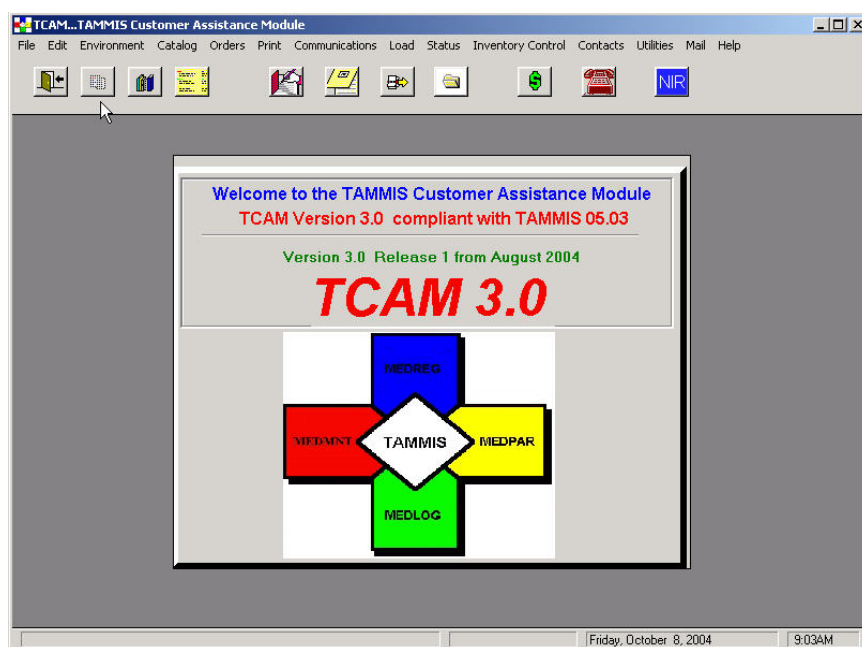 TCAM...TAMMIS Customer Assistance Module
File Edit Environment Catalog Orders Print Communications Load Status Inventory Control Contacts Utilities Mail Help
NIR
Welcome to the TAMMIS Customer Assistance Module
TCAM Version 3.0 compliant with TAMMIS 05.03
Version 3.0 Release 1 from August 2004
TCAM 3.0
MEDREG
MEDMNT TAMMIS MEDPAR
MEDLOG
Friday, October 8, 2004 9:03AM